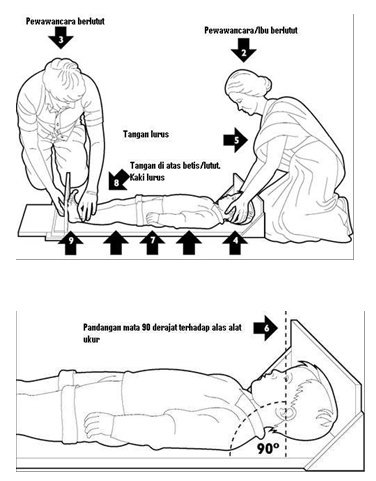 Pewawancara berlutut
3
Pewawancara/Ibu berlutut
2
Tangan lurus
5
Tangan di atas betis/lutut.
Kaki lurus
8
9
7
4
Pandangan mata 90 derajat terhadap alas alat
ukur
6
90°